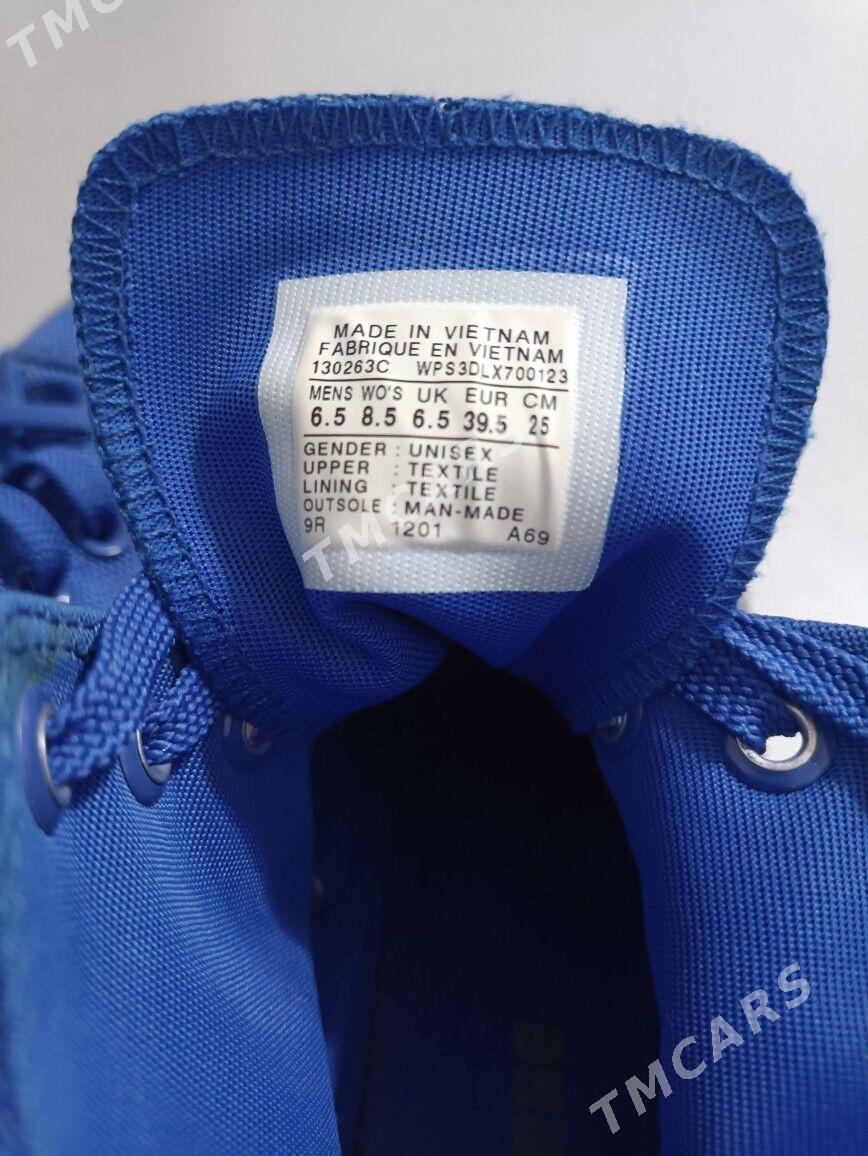 TMCARS
MADE IN VIETNAM
FABRIQUE EN VIETNAM
130263C WPS3DLX700123
MENS WO'S UK EUR CM
6.5 8.5 6.5 39.5 25
GENDER : UNISEX
UPPER : TEXTILE
LINING : TEXTILE
OUTSOLE : MAN-MADE
9R 1201 A69
TMCARS
TMCARS